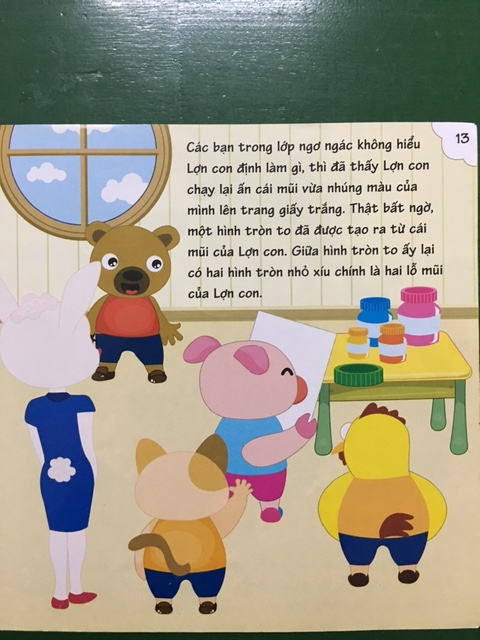 13
Các bạn trong lớp ngơ ngác không hiểu
Lợn con định làm gì, thì đã thấy Lợn con
chạy lại ấn cái mũi vừa nhúng màu của
mình lên trang giấy trắng. Thật bất ngờ,
một hình tròn to đã được tạo ra từ cái
mũi của Lợn con. Giữa hình tròn to ấy lại
có hai hình tròn nhỏ xíu chính là hai lỗ mũi
của Lợn con.